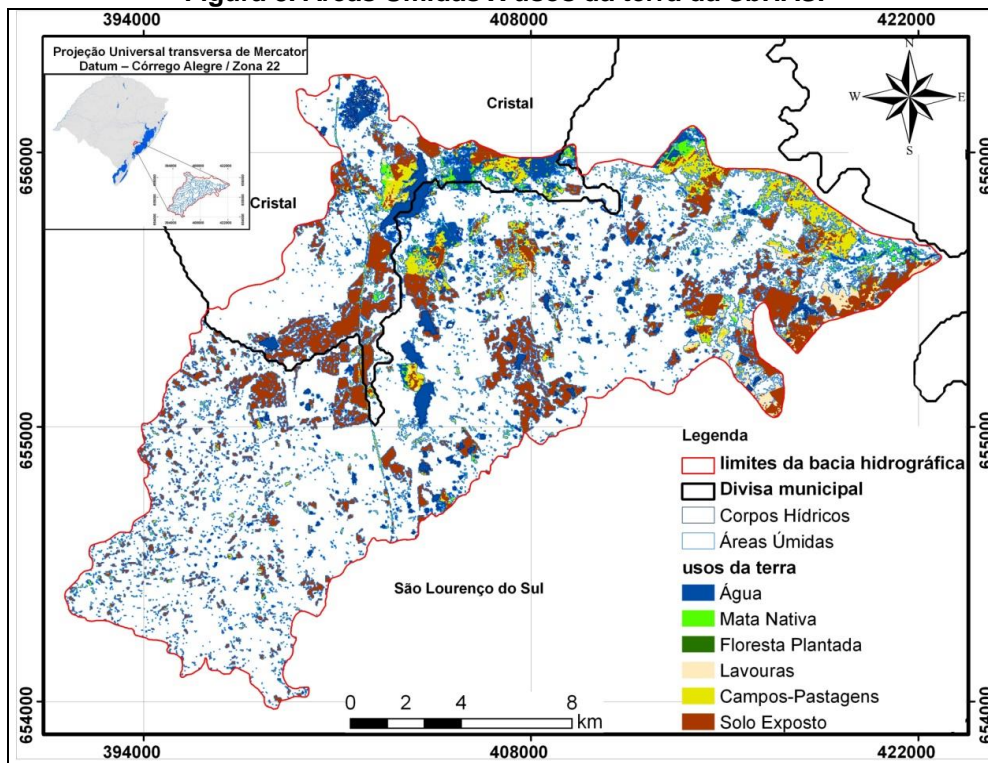 394000
408000
422000
Projeção Universal transversa de Mercator
Datum – Córrego Alegre / Zona 22
N
W
E
S
Cristal
Cristal
656000
656000
655000
655000
São Lourenço do Sul
Legenda
limites da bacia hidrográfica
Divisa municipal
Corpos Hídricos
Áreas Úmidas
usos da terra
Água
Mata Nativa
Floresta Plantada
Lavouras
Campos-Pastagens
Solo Exposto
0
2
4
8
km
654000
654000
394000
408000
422000